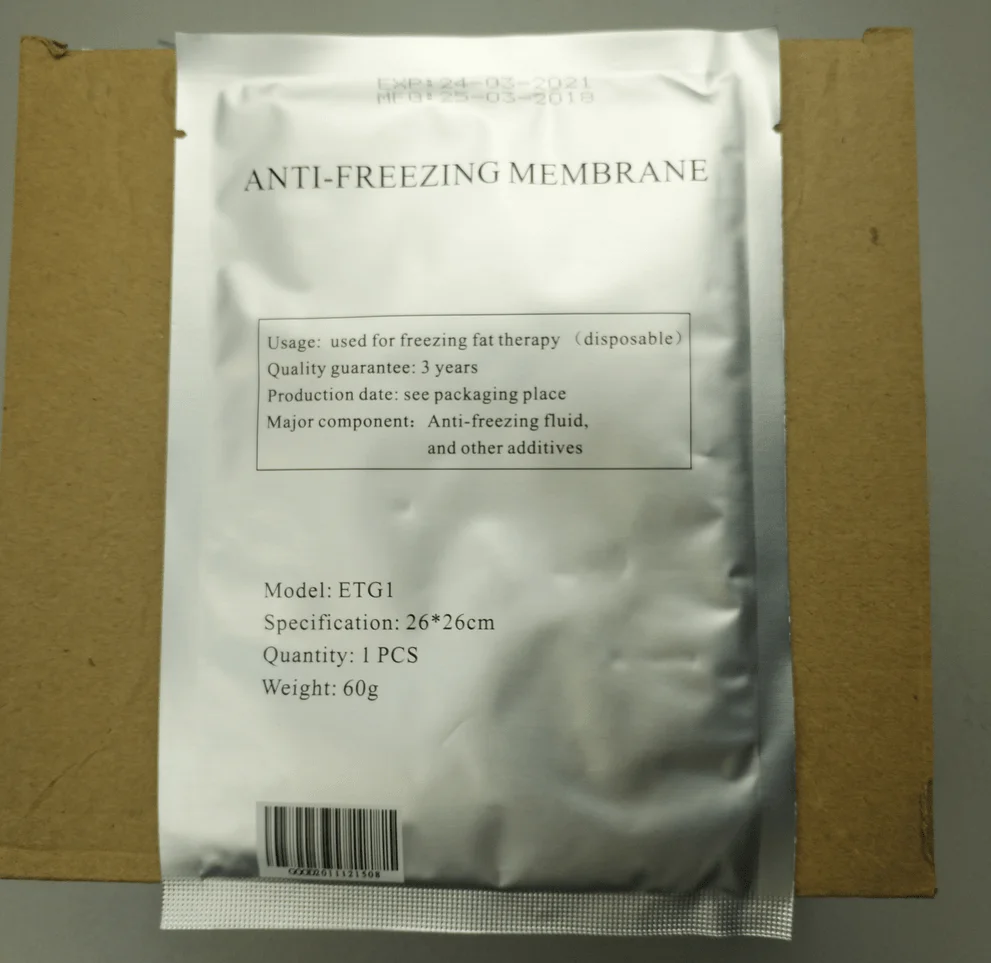 EXP:24-03-2021
MFG:25-03-2018
ANTI-FREEZING MEMBRANE
Usage: used for freezing fat therapy （disposable）
Quality guarantee: 3 years
Production date: see packaging place
Major component： Anti-freezing fluid,
and other additives
Model: ETG1
Specification: 26*26cm
Quantity: 1 PCS
Weight: 60g